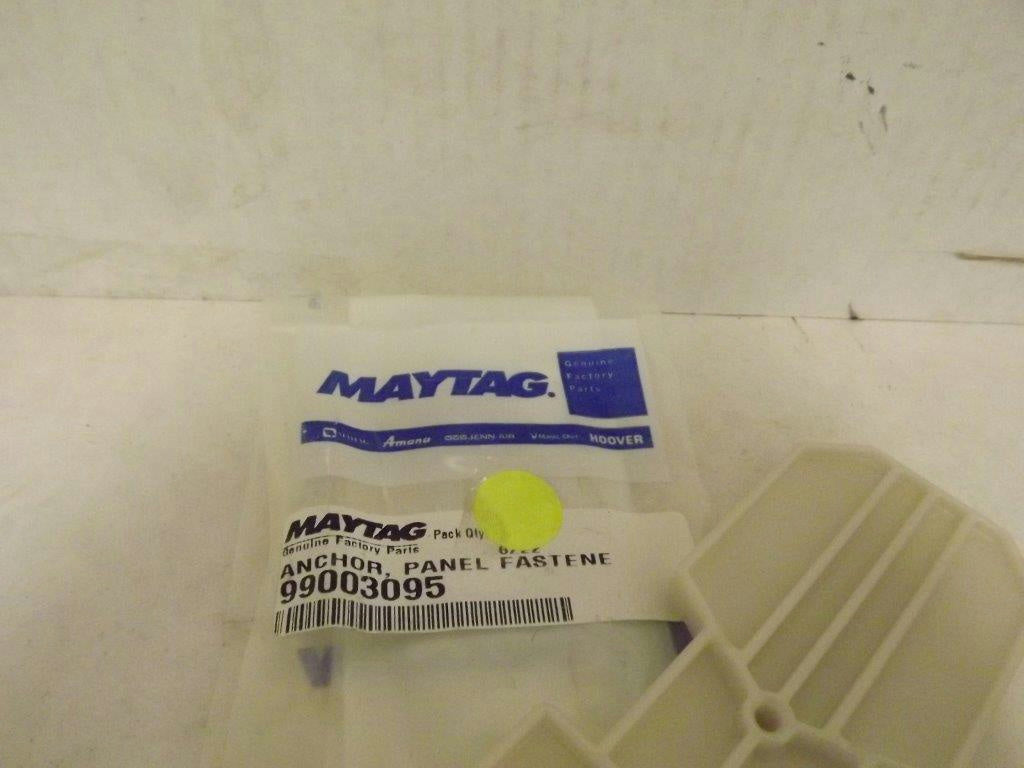 MAYTAG.
Genuine
Factory
Parts
Amana JENN-AIR HOOVER
MAYTAG Pack Qty
Genuine Factory Parts
ANCHOR, PANEL FASTENE
99003095